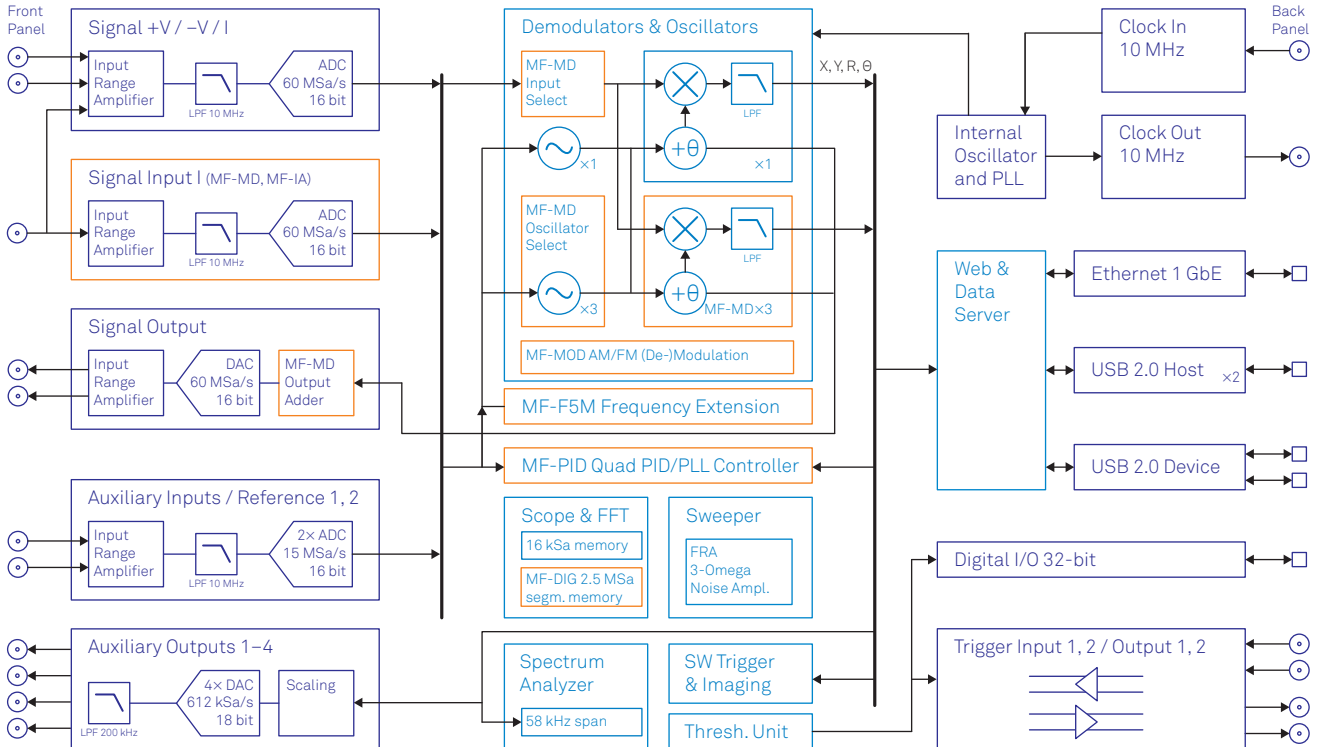 Front
Panel
Signal +V / –V / I
Input
Range
Amplifier
LPF 10 MHz
ADC
60 MSa/s
16 bit
Signal Input I (MF-MD, MF-IA)
Input
Range
Amplifier
LPF 10 MHz
ADC
60 MSa/s
16 bit
Signal Output
Input
Range
Amplifier
DAC
60 MSa/s
16 bit
MF-MD
Output
Adder
Auxiliary Inputs / Reference 1, 2
Input
Range
Amplifier
LPF 10 MHz
2× ADC
15 MSa/s
16 bit
Auxiliary Outputs 1–4
LPF 200 kHz
4× DAC
612 kSa/s
18 bit
Scaling
Demodulators & Oscillators
MF-MD
Input
Select
×1
LPF
+θ
×1
X, Y, R, Θ
MF-MD
Oscillator
Select
×3
LPF
+θ
MF-MD×3
MF-MOD AM/FM (De-)Modulation
MF-F5M Frequency Extension
MF-PID Quad PID/PLL Controller
Scope & FFT
16 kSa memory
MF-DIG 2.5 MSa
segm. memory
Sweeper
FRA
3-Omega
Noise Ampl.
Spectrum
Analyzer
58 kHz span
SW Trigger
& Imaging
Thresh. Unit
Back
Panel
Clock In
10 MHz
Internal
Oscillator
and PLL
Clock Out
10 MHz
Web &
Data
Server
Ethernet 1 GbE
USB 2.0 Host ×2
USB 2.0 Device
Digital I/O 32-bit
Trigger Input 1, 2 / Output 1, 2